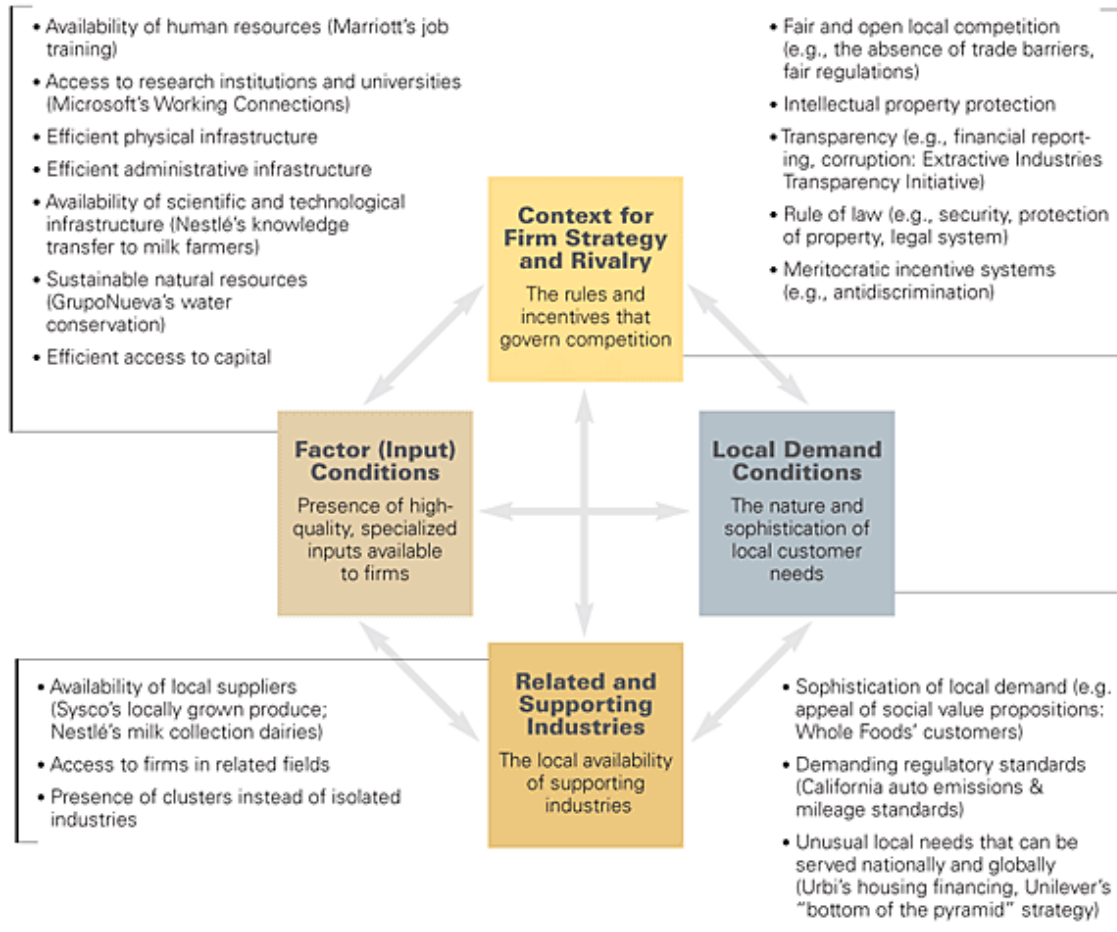 • Availability of human resources (Marriott's job
training)
• Access to research institutions and universities
(Microsoft's Working Connections)
• Efficient physical infrastructure
• Efficient administrative infrastructure
• Availability of scientific and technological
infrastructure (Nestlé's knowledge
transfer to milk farmers)
• Sustainable natural resources
(GrupoNueva's water
conservation)
• Efficient access to capital
• Fair and open local competition
(e.g., the absence of trade barriers,
fair regulations)
• Intellectual property protection
• Transparency (e.g., financial report-
ing, corruption: Extractive Industries
Transparency Initiative)
• Rule of law (e.g., security, protection
of property, legal system)
• Meritocratic incentive systems
(e.g., antidiscrimination)
Context for
Firm Strategy
and Rivalry
The rules and
incentives that
govern competition
Factor (Input)
Conditions
Presence of high-
quality, specialized
inputs available
to firms
Local Demand
Conditions
The nature and
sophistication of
local customer
needs
Related and
Supporting
Industries
The local availability
of supporting
industries
• Availability of local suppliers
(Sysco's locally grown produce;
Nestlé's milk collection dairies)
• Access to firms in related fields
• Presence of clusters instead of isolated
industries
• Sophistication of local demand (e.g.
appeal of social value propositions:
Whole Foods' customers)
• Demanding regulatory standards
(California auto emissions &
mileage standards)
• Unusual local needs that can be
served nationally and globally
(Urbi's housing financing, Unilever's
"bottom of the pyramid" strategy)